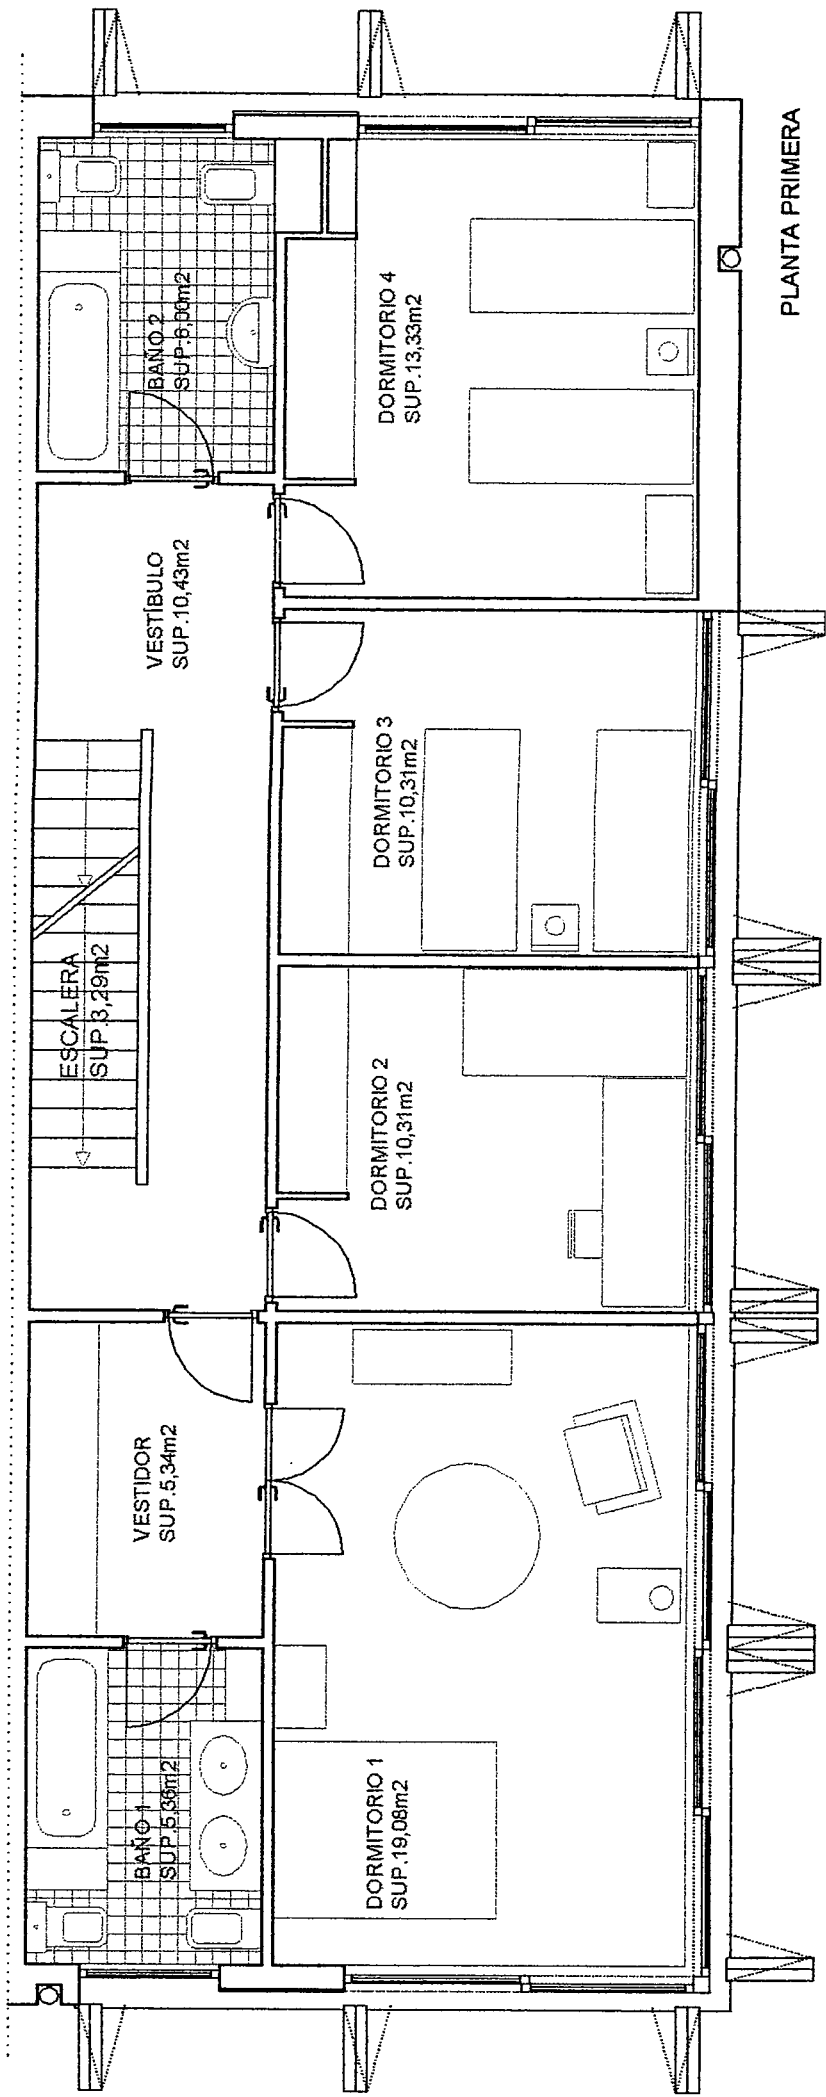 BAÑO 1
SUP.5,36m2
VESTIDOR
SUP.5,34m2
ESCALERA
SUP.3,29m2
VESTÍBULO
SUP.10,43m2
BAÑO 2
SUP.6,00m2
DORMITORIO 1
SUP.19,08m2
DORMITORIO 2
SUP.10,31m2
DORMITORIO 3
SUP.10,31m2
DORMITORIO 4
SUP.13,33m2
PLANTA PRIMERA